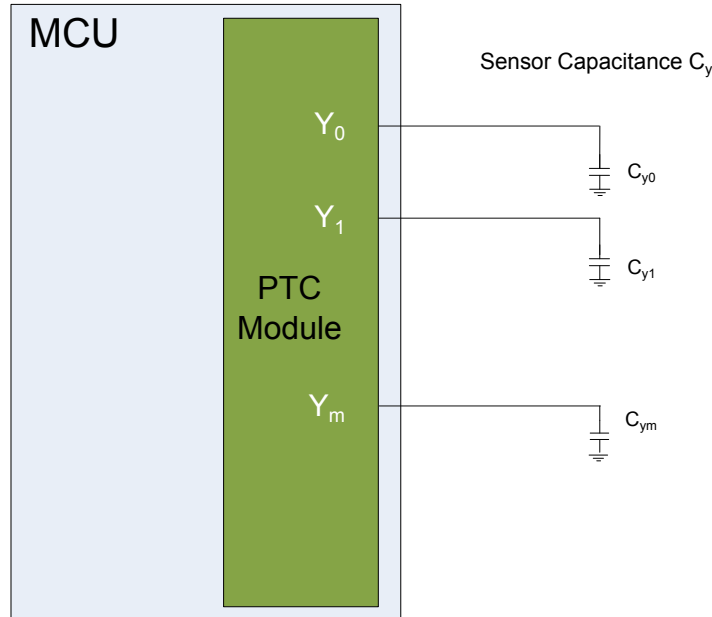 MCU
Sensor Capacitance Cy
Y0
Cy0
Y1
Cy1
PTC
Module
Ym
Cym